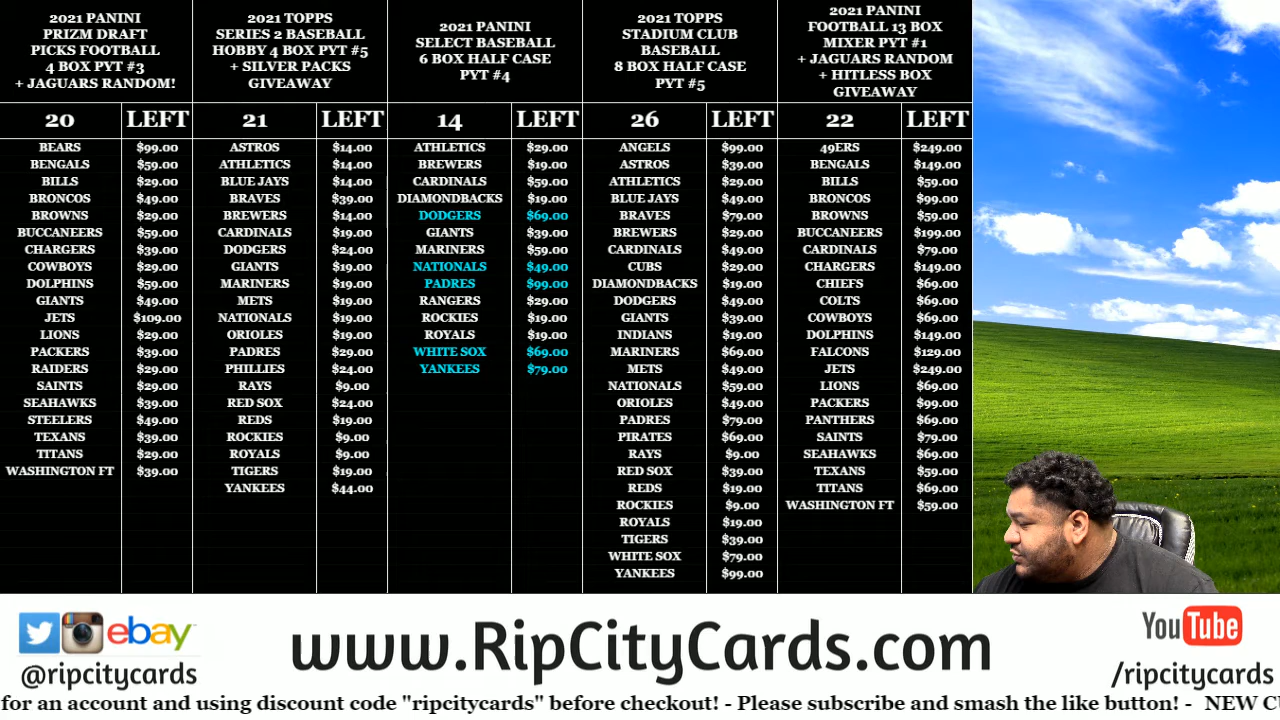 2021 PANINI
PRIZM DRAFT
PICKS FOOTBALL
4 BOX PYT #3
+ JAGUARS RANDOM!
20 LEFT
BEARS $99.00
BENGALS $59.00
BILLS $29.00
BRONCOS $49.00
BROWNS $29.00
BUCCANEERS $59.00
CHARGERS $39.00
COWBOYS $29.00
DOLPHINS $59.00
GIANTS $49.00
JETS $109.00
LIONS $29.00
PACKERS $39.00
RAIDERS $29.00
SAINTS $29.00
SEAHAWKS $39.00
STEELERS $49.00
TEXANS $39.00
TITANS $29.00
WASHINGTON FT $39.00
2021 TOPPS
SERIES 2 BASEBALL
HOBBY 4 BOX PYT #5
+ SILVER PACKS
GIVEAWAY
21 LEFT
ASTROS $14.00
ATHLETICS $14.00
BLUE JAYS $14.00
BRAVES $39.00
BREWERS $14.00
CARDINALS $19.00
DODGERS $24.00
GIANTS $19.00
MARINERS $19.00
METS $19.00
NATIONALS $19.00
ORIOLES $19.00
PADRES $29.00
PHILLIES $24.00
RAYS $9.00
RED SOX $24.00
REDS $19.00
ROCKIES $9.00
ROYALS $9.00
TIGERS $19.00
YANKEES $44.00
2021 PANINI
SELECT BASEBALL
6 BOX HALF CASE
PYT #4
14 LEFT
ATHLETICS $29.00
BREWERS $19.00
CARDINALS $59.00
DIAMONDBACKS $19.00
DODGERS $69.00
GIANTS $39.00
MARINERS $59.00
NATIONALS $49.00
PADRES $99.00
RANGERS $29.00
ROCKIES $19.00
ROYALS $19.00
WHITE SOX $69.00
YANKEES $79.00
2021 TOPPS
STADIUM CLUB
BASEBALL
8 BOX HALF CASE
PYT #5
26 LEFT
ANGELS $99.00
ASTROS $39.00
ATHLETICS $29.00
BLUE JAYS $49.00
BRAVES $79.00
BREWERS $29.00
CARDINALS $49.00
CUBS $29.00
DIAMONDBACKS $19.00
DODGERS $49.00
GIANTS $39.00
INDIANS $19.00
MARINERS $69.00
METS $49.00
NATIONALS $59.00
ORIOLES $49.00
PADRES $79.00
PIRATES $69.00
RAYS $9.00
RED SOX $39.00
REDS $19.00
ROCKIES $9.00
ROYALS $19.00
TIGERS $39.00
WHITE SOX $79.00
YANKEES $99.00
2021 PANINI
FOOTBALL 13 BOX
MIXER PYT #1
+ JAGUARS RANDOM
+ HITLESS BOX
GIVEAWAY
22 LEFT
49ERS $249.00
BENGALS $149.00
BILLS $59.00
BRONCOS $99.00
BROWNS $59.00
BUCCANEERS $199.00
CARDINALS $79.00
CHARGERS $149.00
CHIEFS $69.00
COLTS $69.00
COWBOYS $69.00
DOLPHINS $149.00
FALCONS $129.00
JETS $249.00
LIONS $69.00
PACKERS $99.00
PANTHERS $69.00
SAINTS $79.00
SEAHAWKS $69.00
TEXANS $59.00
TITANS $69.00
WASHINGTON FT $59.00
ebay
@ripcitycards
www.RipCityCards.com
YouTube
/ripcitycards
for an account and using discount code "ripcitycards" before checkout! - Please subscribe and smash the like button! - NEW